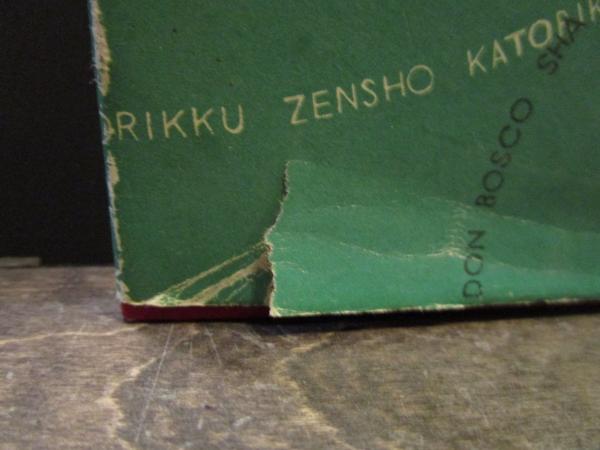 ORIKKU ZENSHO KATORIK
DON BOSCO SHA